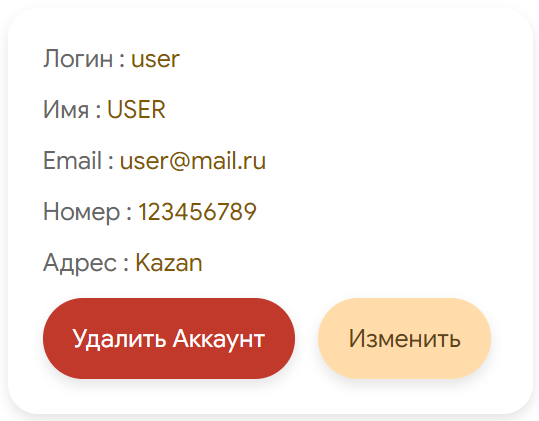 Логин : user
Имя : USER
Email : user@mail.ru
Номер : 123456789
Адрес : Kazan
Удалить Аккаунт Изменить